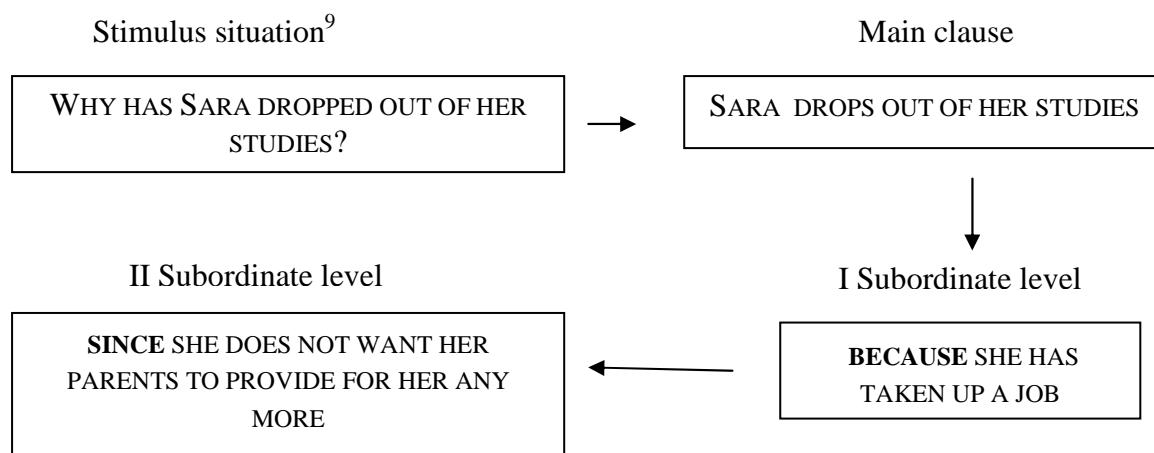 Stimulus situation⁹
WHY HAS SARA DROPPED OUT OF HER
STUDIES?
Main clause
SARA DROPS OUT OF HER STUDIES
I Subordinate level
BECAUSE SHE HAS
TAKEN UP A JOB
II Subordinate level
SINCE SHE DOES NOT WANT HER
PARENTS TO PROVIDE FOR HER ANY
MORE